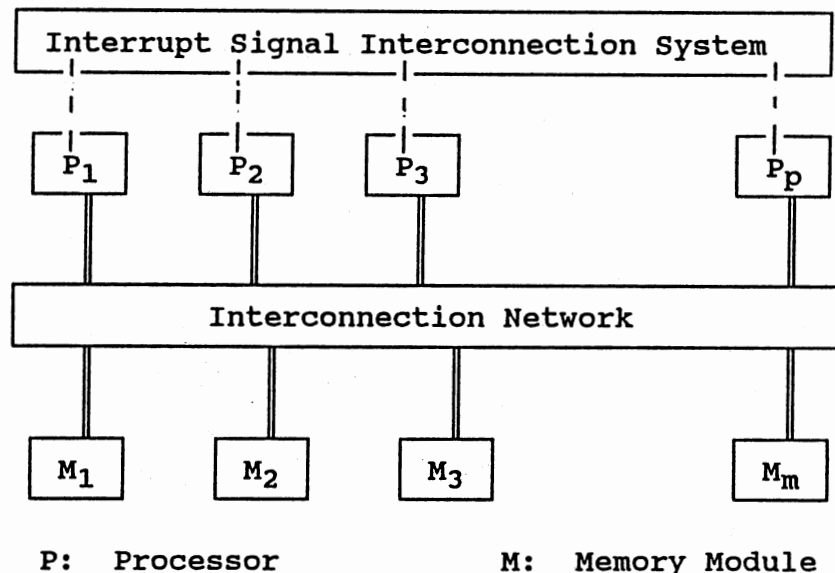 Interrupt Signal Interconnection System
P1 P2 P3 Pp
Interconnection Network
M1 M2 M3 Mm
P: Processor M: Memory Module